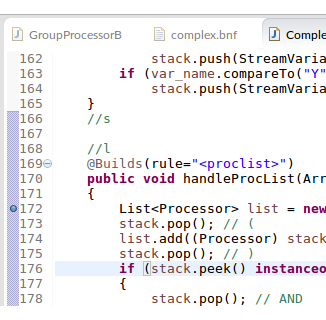 GroupProcessorB complex.bnf Comple
162 stack.push(StreamVaria
163 if (var_name.compareTo("Y"
164 stack.push(StreamVaria
165 }
166 //s
167
168 //l
169 @Builds(rule="<proclist>")
170 public void handleProcList(Arr
171 {
172 List<Processor> list = new
173 stack.pop(); // (
174 list.add((Processor) stack
175 stack.pop(); // )
176 if (stack.peek() instanceo
177 {
178 stack.pop(); // AND